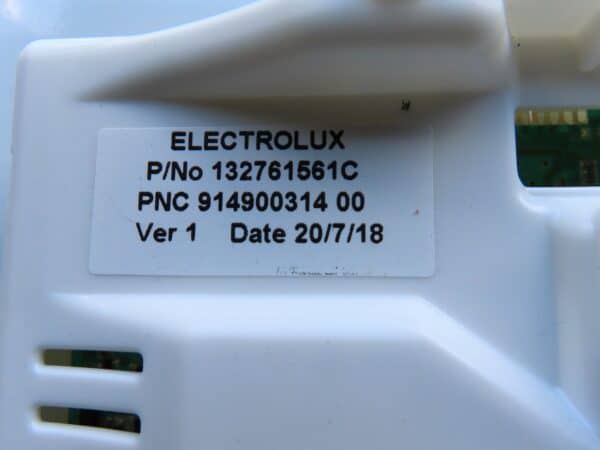 ELECTROLUX
P/No 132761561C
PNC 914900314 00
Ver 1 Date 20/7/18